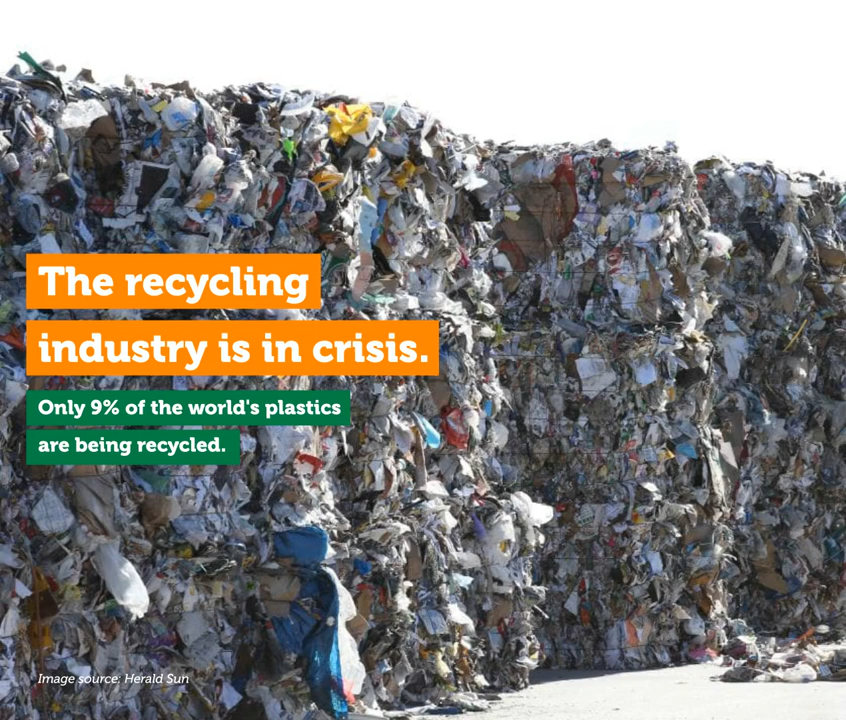 The recycling
industry is in crisis.
Only 9% of the world's plastics
are being recycled.
Image source: Herald Sun